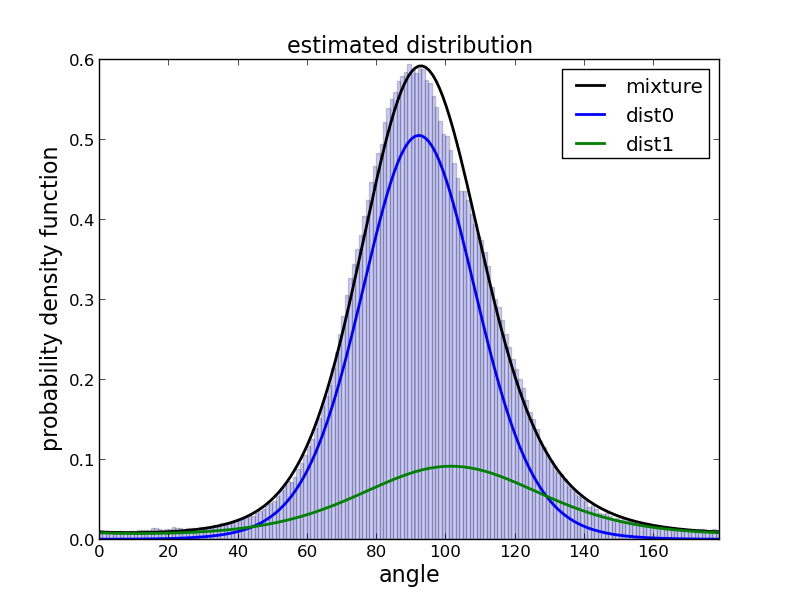 estimated distribution
0.6
0.5
0.4
0.3
0.2
0.1
0.0
probability density function
mixture
dist0
dist1
0 20 40 60 80 100 120 140 160
angle